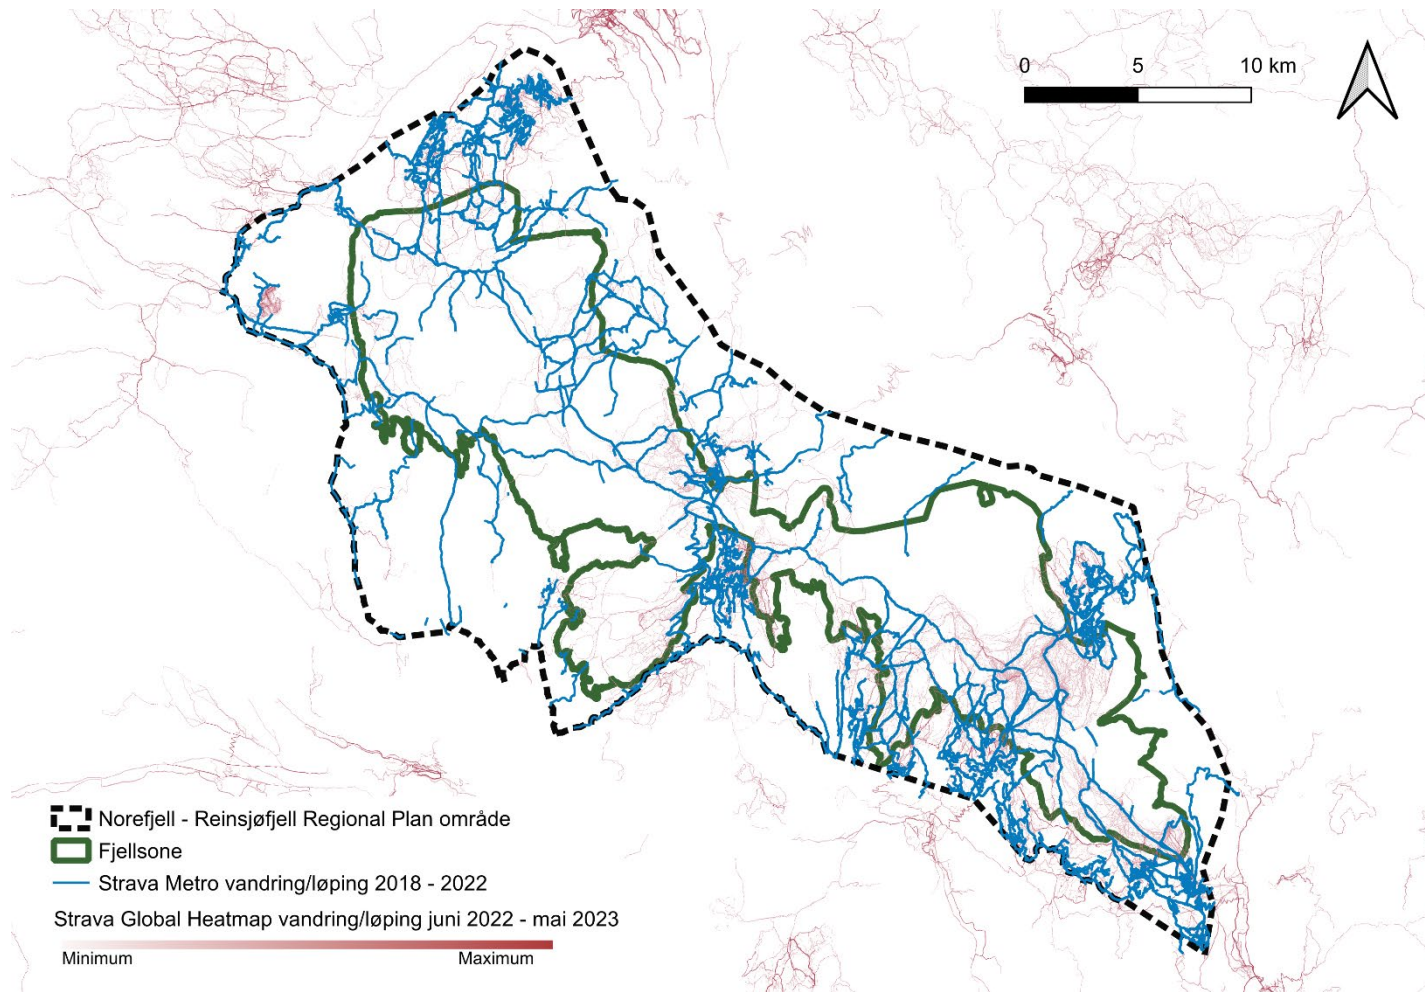 0 5 10 km
Norefjell - Reinsjøfjell Regional Plan område
Fjellsone
Strava Metro vandring/løping 2018 - 2022
Strava Global Heatmap vandring/løping juni 2022 - mai 2023
Minimum Maximum